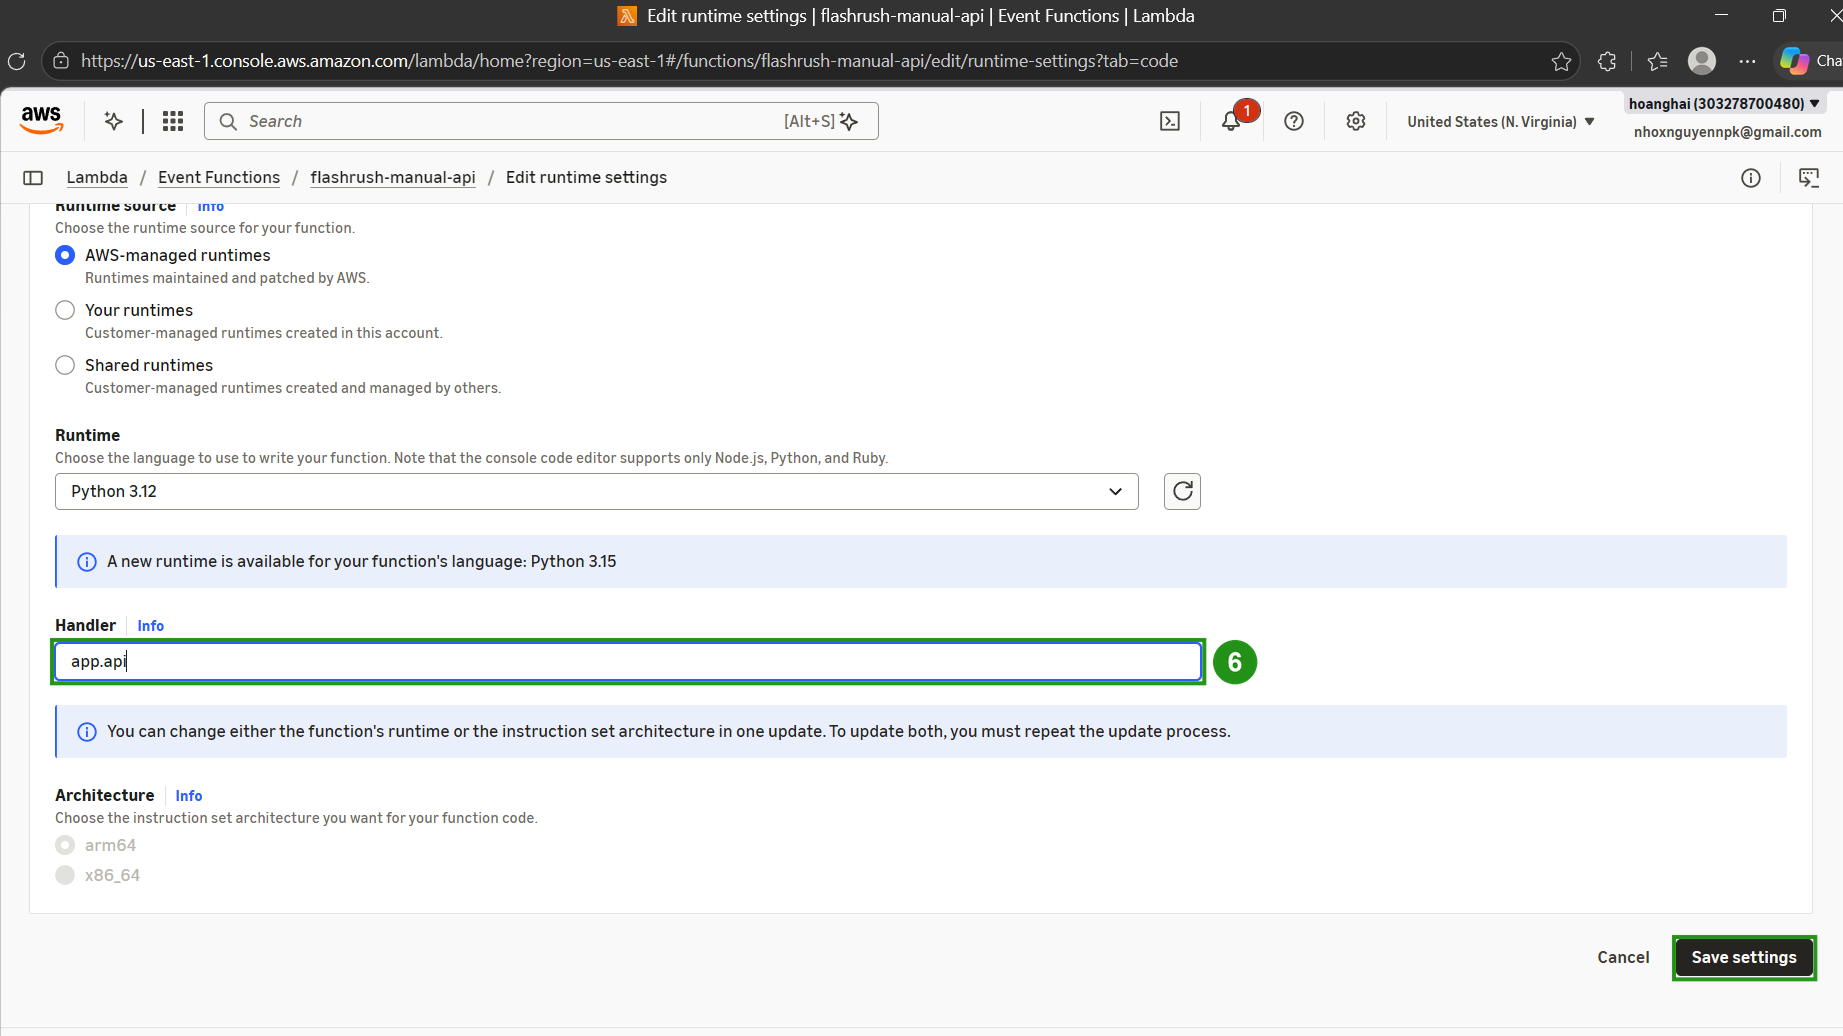 Edit runtime settings | flashrush-manual-api | Event Functions | Lambda
https://us-east-1.console.aws.amazon.com/lambda/home?region=us-east-1#/functions/flashrush-manual-api/edit/runtime-settings?tab=code
aws
Search
[Alt+S]
1
United States (N. Virginia)
hoanghai (303278700480)
nhoxnguyennpk@gmail.com
Lambda / Event Functions / flashrush-manual-api / Edit runtime settings
Runtime source Info
Choose the runtime source for your function.
AWS-managed runtimes
Runtimes maintained and patched by AWS.
Your runtimes
Customer-managed runtimes created in this account.
Shared runtimes
Customer-managed runtimes created and managed by others.
Runtime
Choose the language to use to write your function. Note that the console code editor supports only Node.js, Python, and Ruby.
Python 3.12
A new runtime is available for your function's language: Python 3.15
Handler Info
app.api
6
You can change either the function's runtime or the instruction set architecture in one update. To update both, you must repeat the update process.
Architecture Info
Choose the instruction set architecture you want for your function code.
arm64
x86_64
Cancel
Save settings